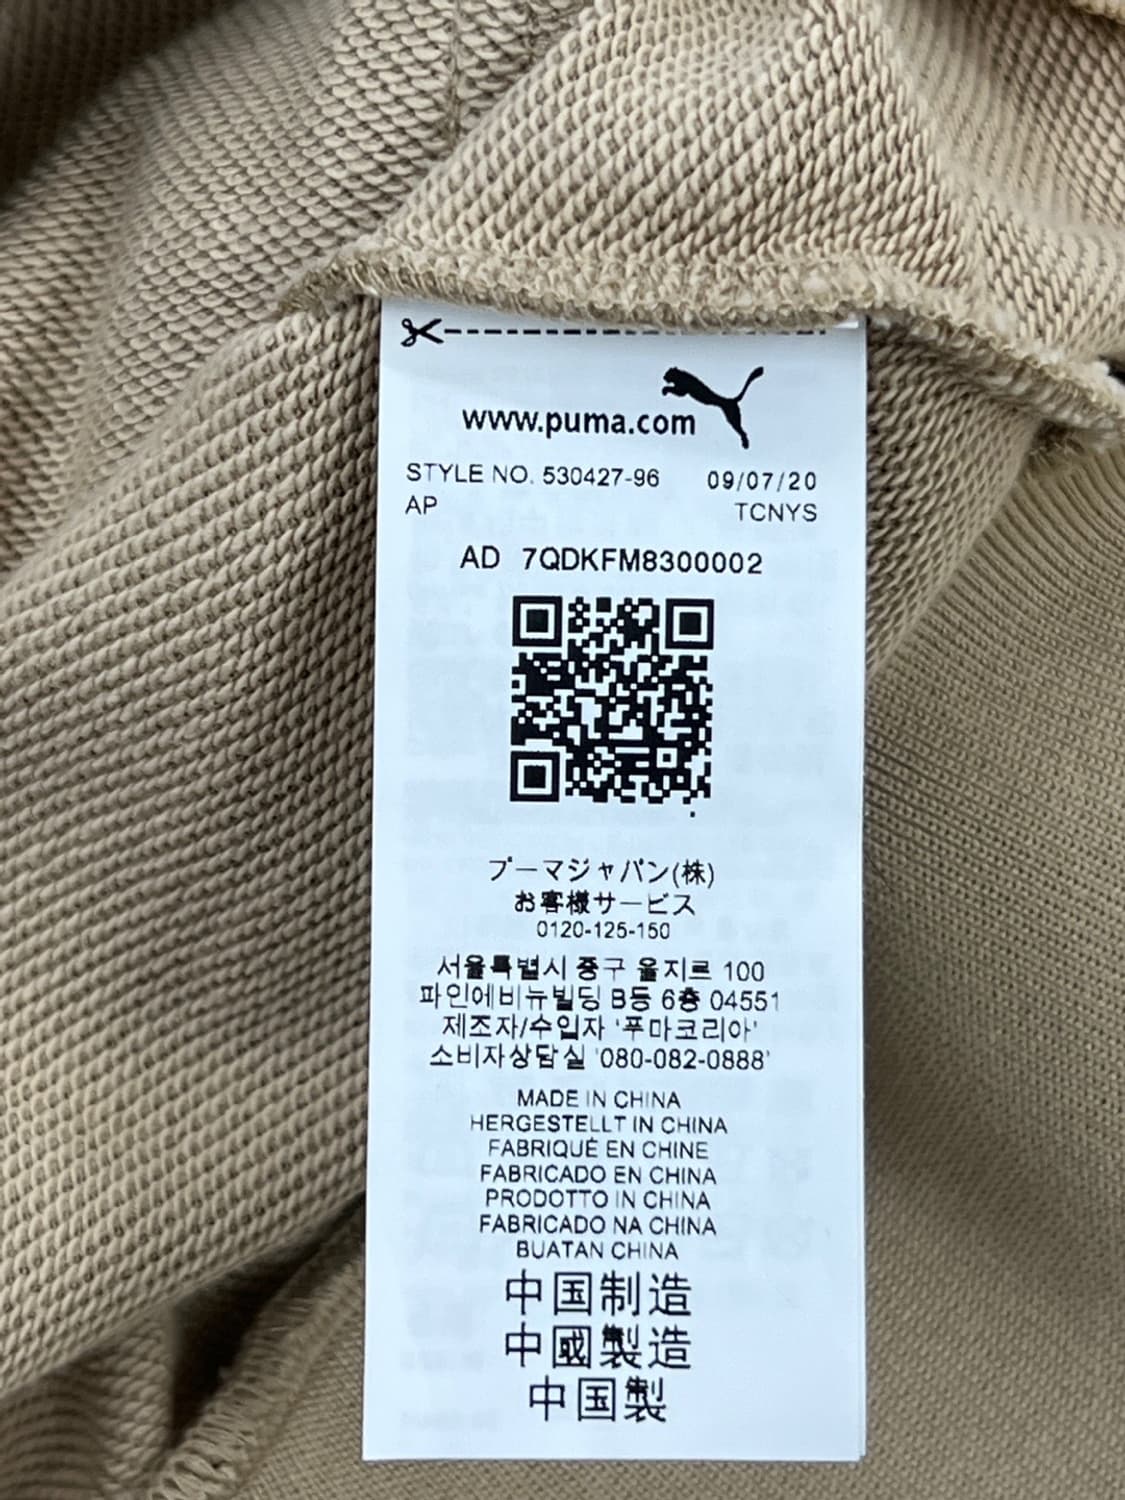 www.puma.com
STYLE NO. 530427-96 09/07/20
AP TCNYS
AD 7QDKFM8300002
プーマジャパン(株)
お客様サービス
0120-125-150
서울특별시 중구 을지로 100
파인에비뉴빌딩 B동 6층 04551
제조자/수입자 '푸마코리아'
소비자상담실 '080-082-0888'
MADE IN CHINA
HERGESTELLT IN CHINA
FABRIQUÉ EN CHINE
FABRICADO EN CHINA
PRODOTTO IN CHINA
FABRICADO NA CHINA
BUATAN CHINA
中国制造
中國製造
中国製